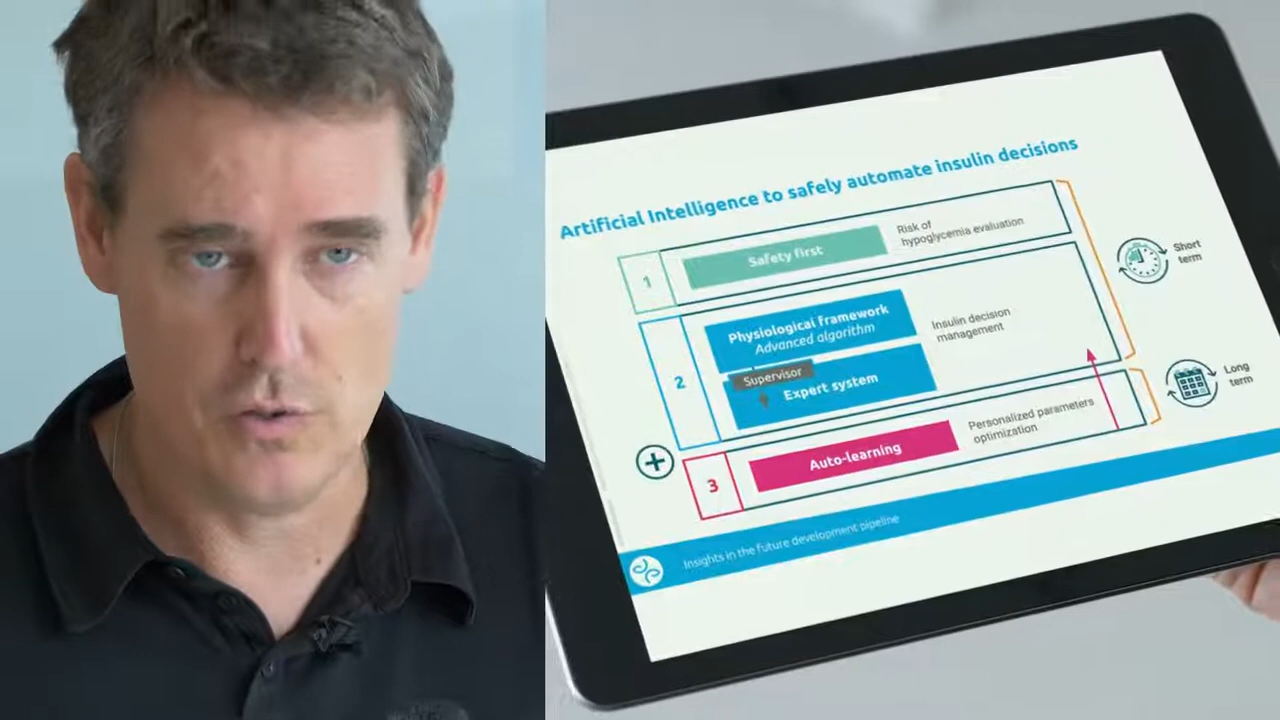 Artificial Intelligence to safely automate insulin decisions
1
Safety first
Risk of
hypoglycemia evaluation
Short
term
2
Physiological framework
Advanced algorithm
Supervisor
Expert system
Insulin decision
management
Long
term
3
Auto-learning
Personalized parameters
optimization
Insights in the future development pipeline